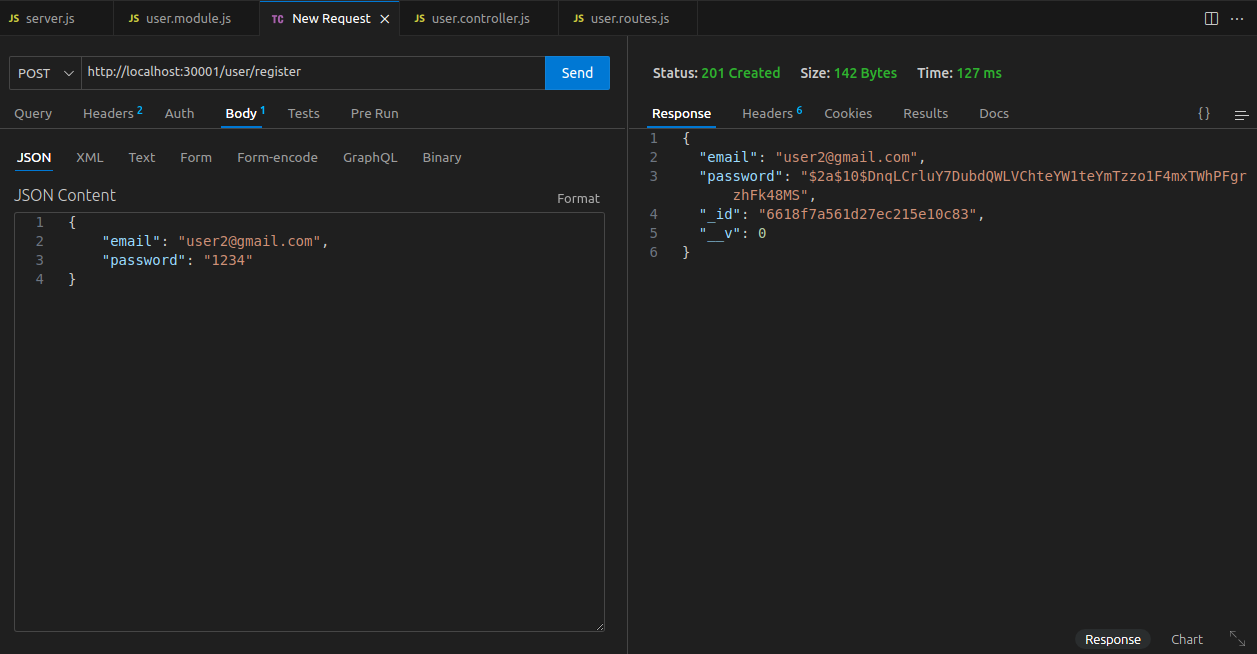 JS server.js JS user.module.js TC New Request JS user.controller.js JS user.routes.js
POST http://localhost:30001/user/register Send
Query Headers 2 Auth Body 1 Tests Pre Run
JSON XML Text Form Form-encode GraphQL Binary
JSON Content Format
1 {
2 "email": "user2@gmail.com",
3 "password": "1234"
4 }
Status: 201 Created Size: 142 Bytes Time: 127 ms
Response Headers 6 Cookies Results Docs {}
1 {
2 "email": "user2@gmail.com",
3 "password": "$2a$10$DnqLCrluY7DubdQWLVChteYW1teYmTzzo1F4mxTWhPFgr
zhFk48MS",
4 "_id": "6618f7a561d27ec215e10c83",
5 "__v": 0
6 }
Response Chart